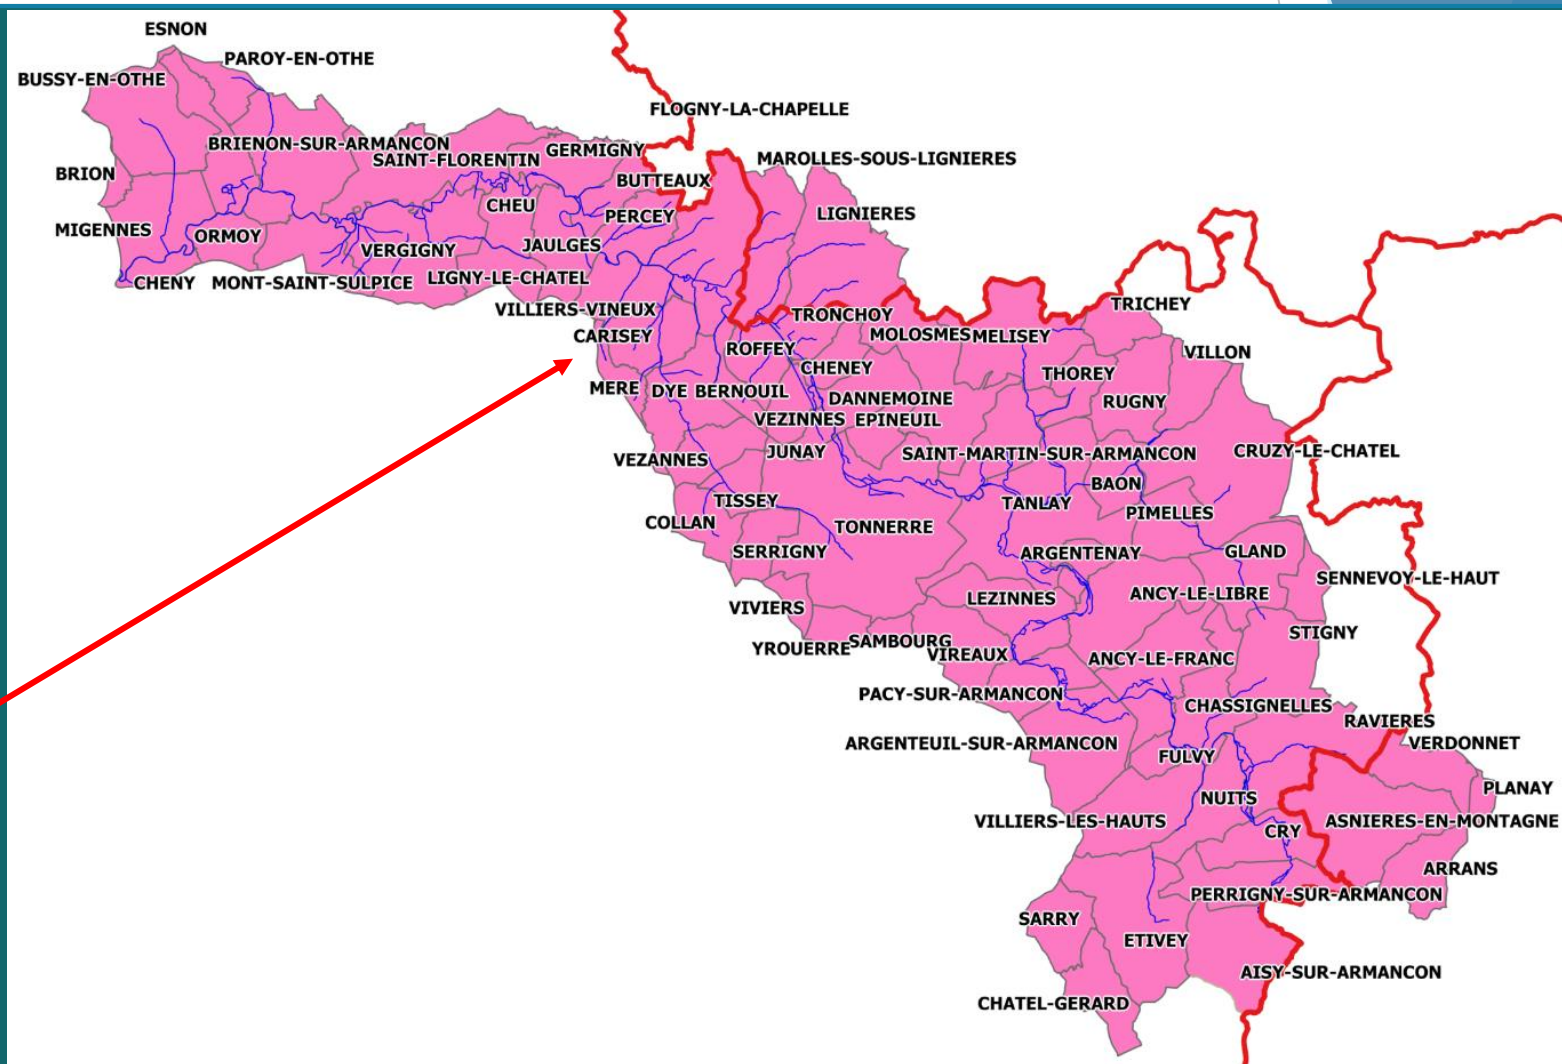 ESNON
PAROY-EN-OTHE
BUSSY-EN-OTHE
FLOGNY-LA-CHAPELLE
BRIENON-SUR-ARMANCON
GERMIGNY
SAINT-FLORENTIN
MAROLLES-SOUS-LIGNIERES
BRION
BUTTEAUX
CHEU
PERCEY
LIGNIERES
MIGENNES
ORMOY
JAULGES
VERGIGNY
CHENY
MONT-SAINT-SULPICE
LIGNY-LE-CHATEL
VILLIERS-VINEUX
TRONCHOY
TRICHEY
CARISEY
MOLOSMES
MELISEY
ROFFEY
VILLON
CHENEY
THOREY
MERE
DYE
BERNOUIL
DANNEMOINE
RUGNY
VEZINNES
EPINEUIL
JUNAY
SAINT-MARTIN-SUR-ARMANCON
CRUZY-LE-CHATEL
VEZANNES
BAON
TISSEY
TANLAY
PIMELLES
COLLAN
TONNERRE
SERRIGNY
ARGENTENAY
GLAND
SENNEVOY-LE-HAUT
VIVIERS
LEZINNES
ANCY-LE-LIBRE
STIGNY
YROUERRE
SAMBOURG
VIREAUX
ANCY-LE-FRANC
PACY-SUR-ARMANCON
CHASSIGNELLES
RAVIERES
ARGENTEUIL-SUR-ARMANCON
VERDONNET
FULVY
PLANAY
NUITS
VILLIERS-LES-HAUTS
CRY
ASNIERES-EN-MONTAGNE
ARRANS
PERRIGNY-SUR-ARMANCON
SARRY
ETIVEY
AISY-SUR-ARMANCON
CHATEL-GERARD